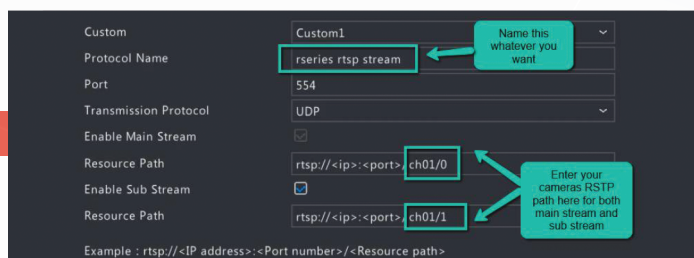 Custom
Custom1
Name this
whatever you
want
Protocol Name
rseries rtsp stream
Port
554
Transmission Protocol
UDP
Enable Main Stream
Resource Path
rtsp://<ip>:<port>/ch01/0
Enter your
cameras RSTP
path here for both
main stream and
sub stream
Enable Sub Stream
Resource Path
rtsp://<ip>:<port>/ch01/1
Example : rtsp://<IP address>:<Port number>/<Resource path>